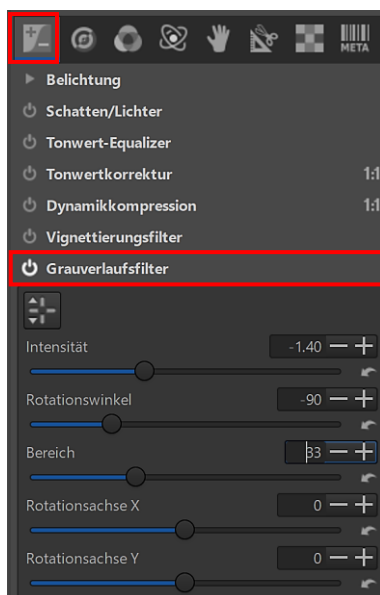 META
Belichtung
Schatten/Lichter
Tonwert-Equalizer
Tonwertkorrektur 1:1
Dynamikkompression 1:1
Vignettierungsfilter
Grauverlaufsfilter
Intensität -1.40
Rotationswinkel -90
Bereich 33
Rotationsachse X 0
Rotationsachse Y 0